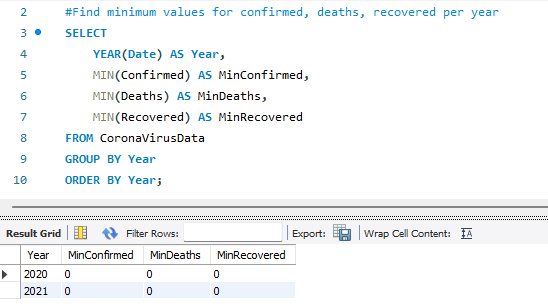 2 #Find minimum values for confirmed, deaths, recovered per year
3 SELECT
4 YEAR(Date) AS Year,
5 MIN(Confirmed) AS MinConfirmed,
6 MIN(Deaths) AS MinDeaths,
7 MIN(Recovered) AS MinRecovered
8 FROM CoronaVirusData
9 GROUP BY Year
10 ORDER BY Year;
Result Grid Filter Rows: Export: Wrap Cell Content: IA
Year MinConfirmed MinDeaths MinRecovered
2020 0 0 0
2021 0 0 0